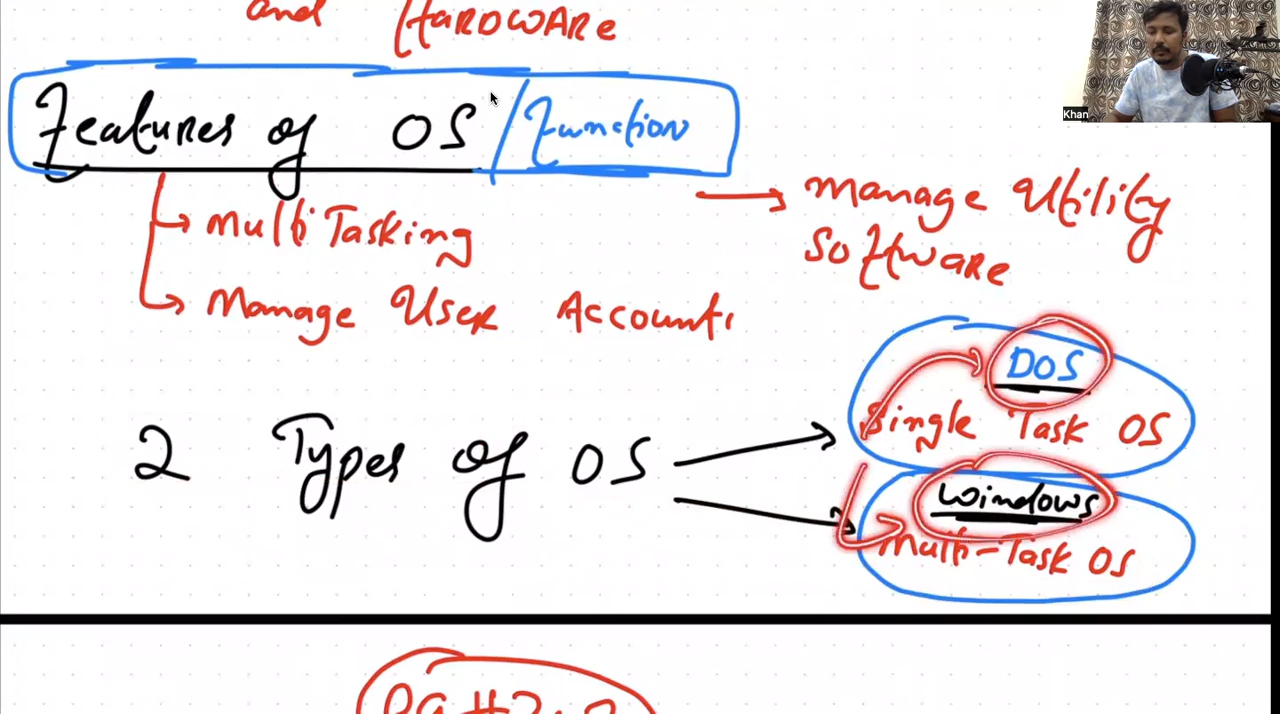 and HARDWARE
Features of OS / Function
Multi Tasking
Manage User Accounts
Manage Utility
Software
2 Types of OS
DOS
Single Task OS
Windows
Multi-Task OS
Khan